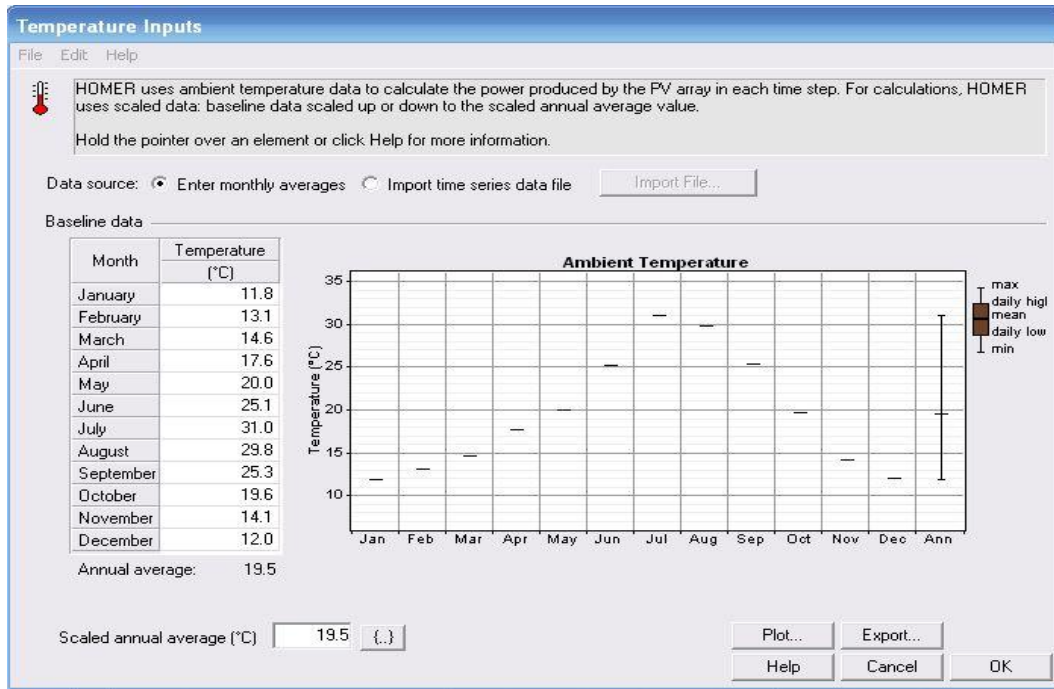 Temperature Inputs
File Edit Help
HOMER uses ambient temperature data to calculate the power produced by the PV array in each time step. For calculations, HOMER
uses scaled data: baseline data scaled up or down to the scaled annual average value.
Hold the pointer over an element or click Help for more information.
Data source: Enter monthly averages Import time series data file Import File...
Baseline data
Month Temperature
(°C)
January 11.8
February 13.1
March 14.6
April 17.6
May 20.0
June 25.1
July 31.0
August 29.8
September 25.3
October 19.6
November 14.1
December 12.0
Annual average: 19.5
Ambient Temperature
Temperature (°C)
35
30
25
20
15
10
Jan Feb Mar Apr May Jun Jul Aug Sep Oct Nov Dec Ann
max
daily higl
mean
daily low
min
Scaled annual average (°C) 19.5 {..}
Plot... Export...
Help Cancel OK